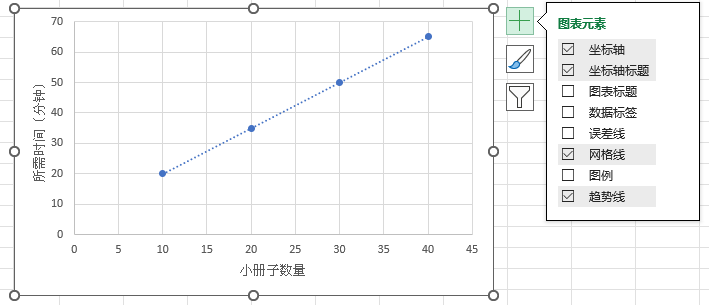 70
60
50
40
30
20
10
0
所需时间（分钟）
0 5 10 15 20 25 30 35 40 45
小册子数量
图表元素
坐标轴
坐标轴标题
图表标题
数据标签
误差线
网格线
图例
趋势线